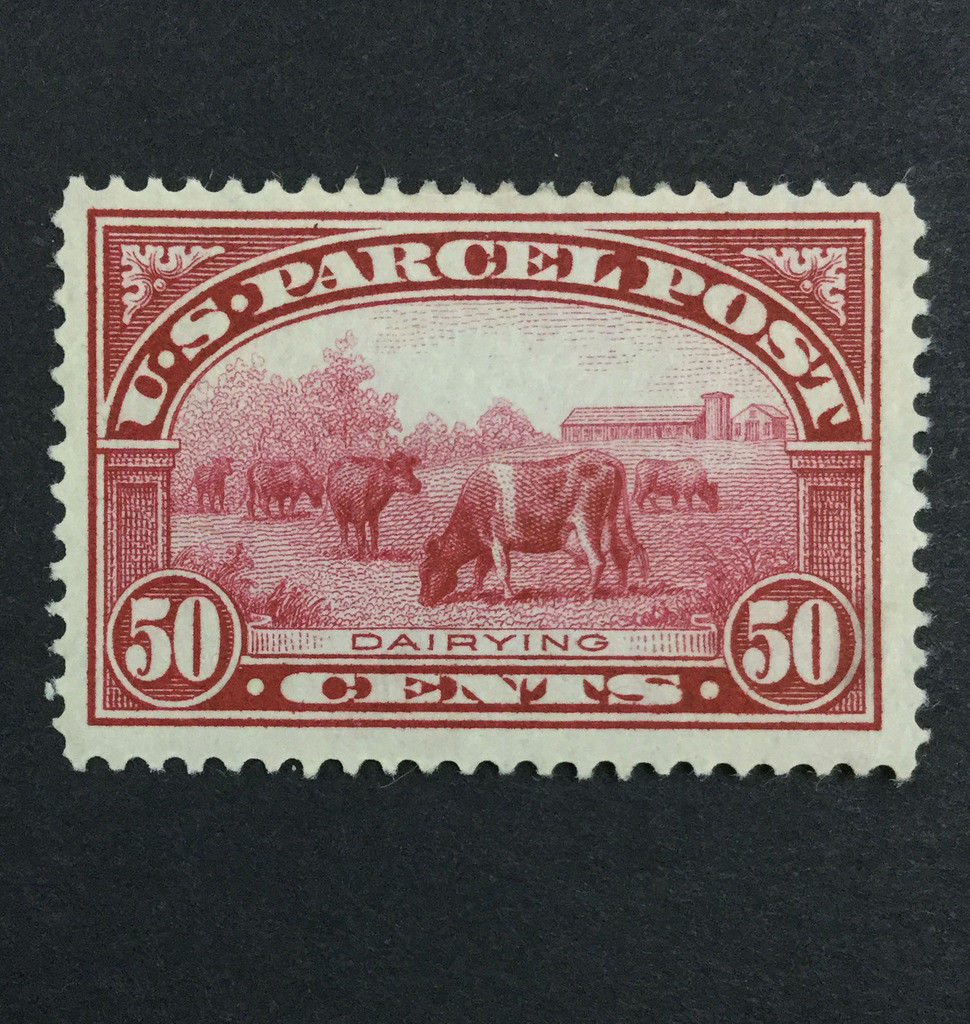 U·S·PARCEL POST
DAIRYING
50 · CENTS · 50